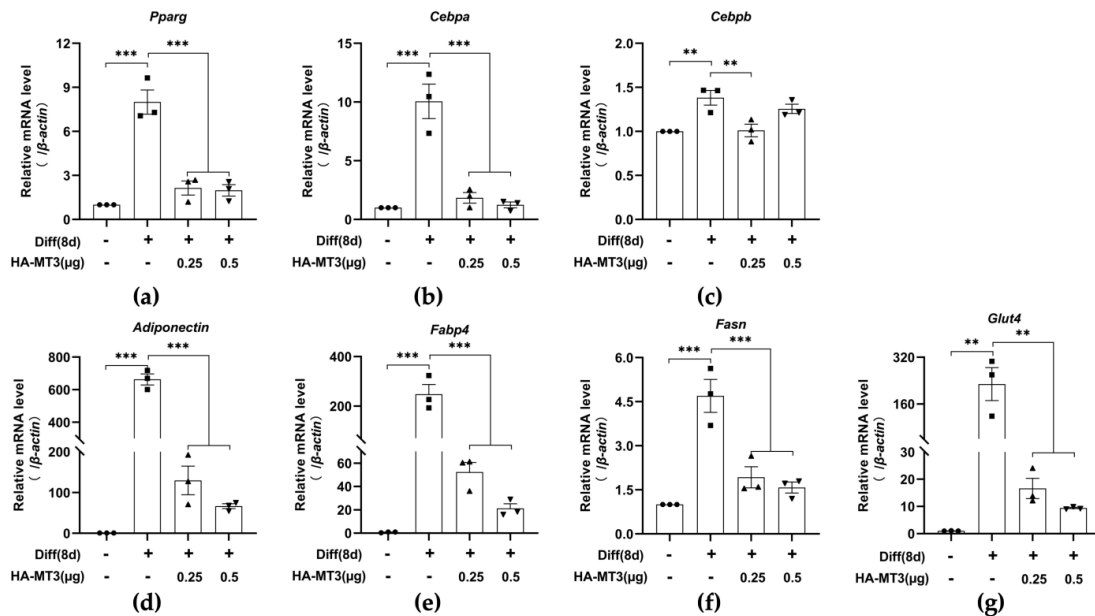 Pparg
Cebpa
Cebpb
Relative mRNA level
( /β-actin)
12
9
6
3
0
*** ***
Diff(8d) - + + +
HA-MT3(μg) - - 0.25 0.5
(a)
Relative mRNA level
( /β-actin)
15
10
5
0
*** ***
Diff(8d) - + + +
HA-MT3(μg) - - 0.25 0.5
(b)
Relative mRNA level
( /β-actin)
2.0
1.5
1.0
0.5
0.0
** **
Diff(8d) - + + +
HA-MT3(μg) - - 0.25 0.5
(c)
Adiponectin
Fabp4
Fasn
Glut4
Relative mRNA level
( /β-actin)
800
600
400
200
100
0
*** ***
Diff(8d) - + + +
HA-MT3(μg) - - 0.25 0.5
(d)
Relative mRNA level
( /β-actin)
400
200
60
40
20
0
*** ***
Diff(8d) - + + +
HA-MT3(μg) - - 0.25 0.5
(e)
Relative mRNA level
( /β-actin)
6.0
4.5
3.0
1.5
0.0
*** ***
Diff(8d) - + + +
HA-MT3(μg) - - 0.25 0.5
(f)
Relative mRNA level
( /β-actin)
320
160
30
20
10
0
** **
Diff(8d) - + + +
HA-MT3(μg) - - 0.25 0.5
(g)